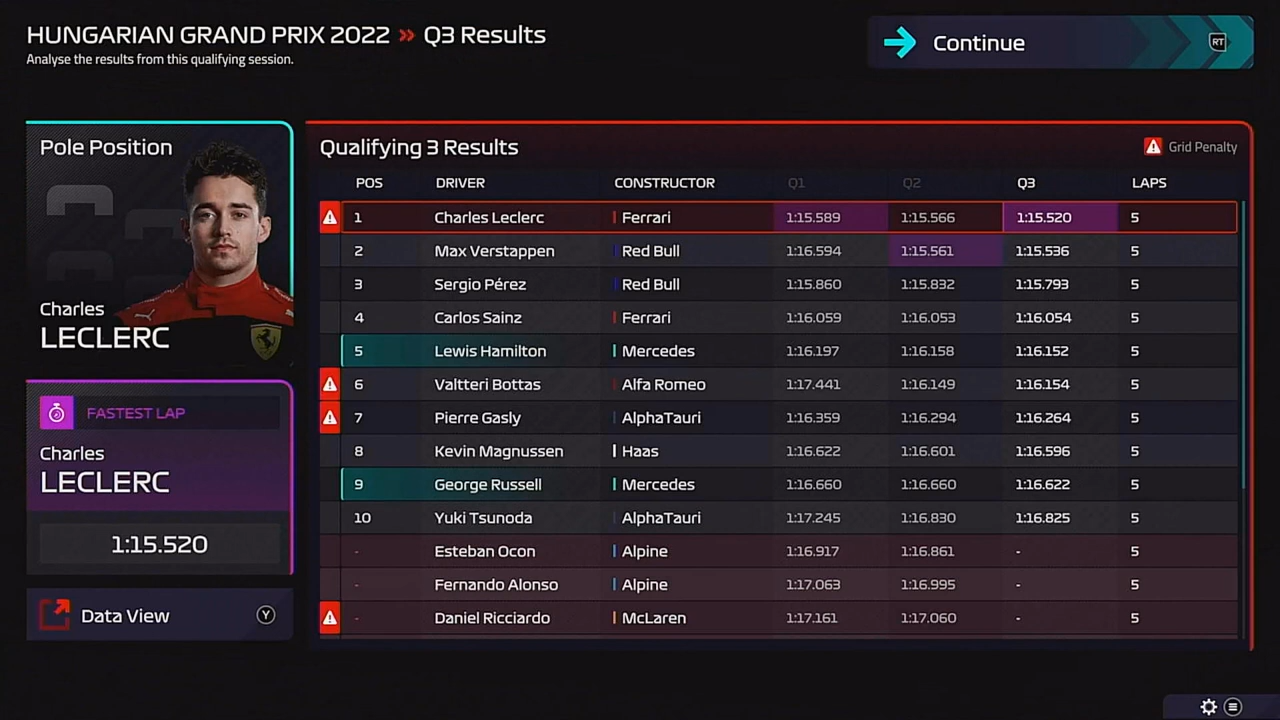 HUNGARIAN GRAND PRIX 2022 » Q3 Results
Analyse the results from this qualifying session.
Continue RT
Pole Position
Charles
LECLERC
FASTEST LAP
Charles
LECLERC
1:15.520
Data View Y
Qualifying 3 Results
Grid Penalty
POS DRIVER CONSTRUCTOR Q1 Q2 Q3 LAPS
1 Charles Leclerc Ferrari 1:15.589 1:15.566 1:15.520 5
2 Max Verstappen Red Bull 1:16.594 1:15.561 1:15.536 5
3 Sergio Pérez Red Bull 1:15.860 1:15.832 1:15.793 5
4 Carlos Sainz Ferrari 1:16.059 1:16.053 1:16.054 5
5 Lewis Hamilton Mercedes 1:16.197 1:16.158 1:16.152 5
6 Valtteri Bottas Alfa Romeo 1:17.441 1:16.149 1:16.154 5
7 Pierre Gasly AlphaTauri 1:16.359 1:16.294 1:16.264 5
8 Kevin Magnussen Haas 1:16.622 1:16.601 1:16.596 5
9 George Russell Mercedes 1:16.660 1:16.660 1:16.622 5
10 Yuki Tsunoda AlphaTauri 1:17.245 1:16.830 1:16.825 5
- Esteban Ocon Alpine 1:16.917 1:16.861 - 5
- Fernando Alonso Alpine 1:17.063 1:16.995 - 5
- Daniel Ricciardo McLaren 1:17.161 1:17.060 - 5